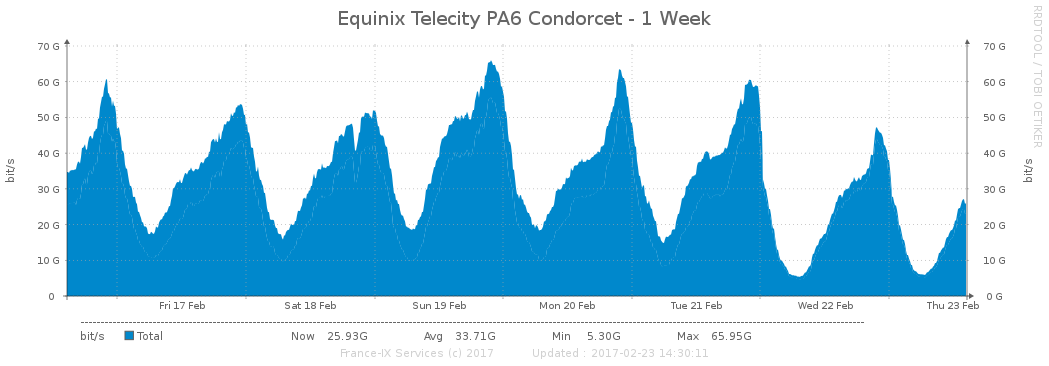 Equinix Telecity PA6 Condorcet - 1 Week
RRDTOOL / TOBI OETIKER
bit/s
70 G 70 G
60 G 60 G
50 G 50 G
40 G 40 G
30 G 30 G
20 G 20 G
10 G 10 G
0 0 G
bit/s
Fri 17 Feb Sat 18 Feb Sun 19 Feb Mon 20 Feb Tue 21 Feb Wed 22 Feb Thu 23 Feb
bit/s Total Now 25.93G Avg 33.71G Min 5.30G Max 65.95G
France-IX Services (c) 2017 Updated : 2017-02-23 14:30:11